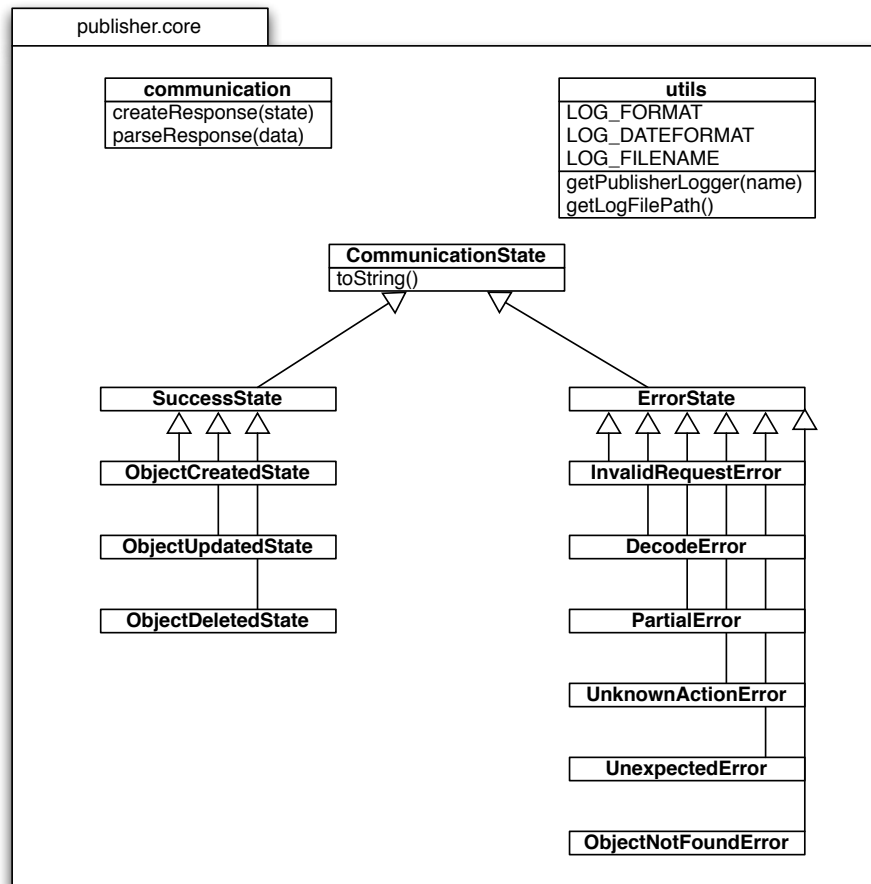 publisher.core
communication
createResponse(state)
parseResponse(data)
utils
LOG_FORMAT
LOG_DATEFORMAT
LOG_FILENAME
getPublisherLogger(name)
getLogFilePath()
CommunicationState
toString()
SuccessState
ErrorState
ObjectCreatedState
InvalidRequestError
ObjectUpdatedState
DecodeError
ObjectDeletedState
PartialError
UnknownActionError
UnexpectedError
ObjectNotFoundError